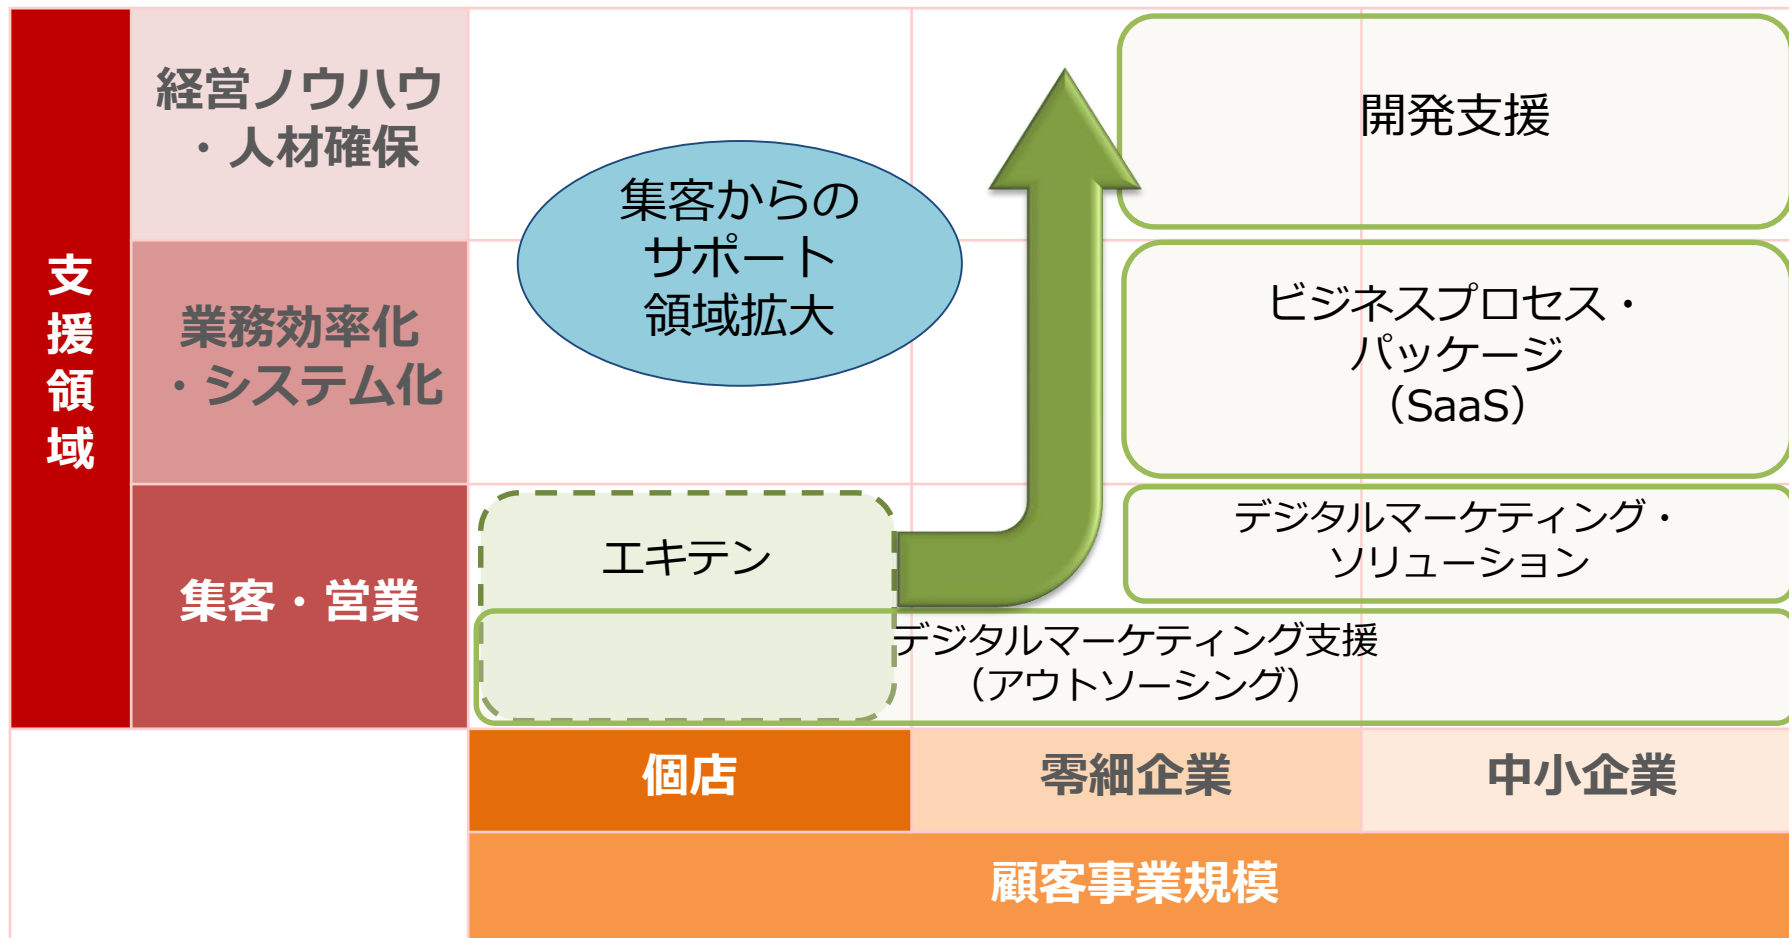 支援領域
経営ノウハウ
・人材確保
業務効率化
・システム化
集客・営業
集客からの
サポート
領域拡大
開発支援
ビジネスプロセス・
パッケージ
（SaaS）
デジタルマーケティング・
ソリューション
エキテン
デジタルマーケティング支援
（アウトソーシング）
個店
零細企業
中小企業
顧客事業規模